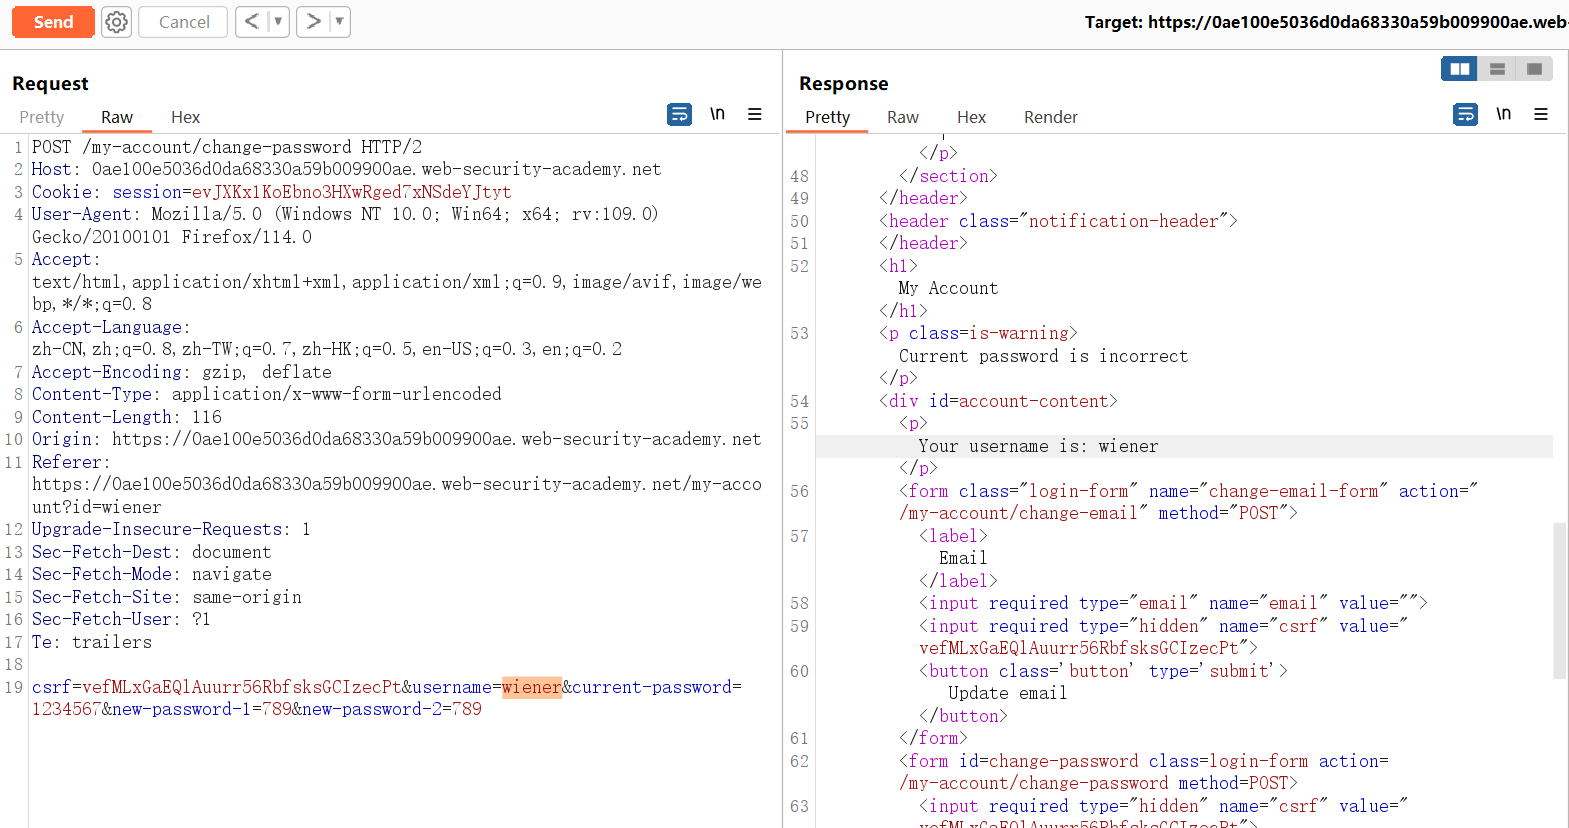 Send
Cancel
< ▼
> ▼
Target: https://0ae100e5036d0da68330a59b009900ae.web-
Request
Pretty Raw Hex
\n
1 POST /my-account/change-password HTTP/2
2 Host: 0ae100e5036d0da68330a59b009900ae.web-security-academy.net
3 Cookie: session=evJXKx1KoEbno3HXwRged7xNSdeYJtyt
4 User-Agent: Mozilla/5.0 (Windows NT 10.0; Win64; x64; rv:109.0)
Gecko/20100101 Firefox/114.0
5 Accept:
text/html,application/xhtml+xml,application/xml;q=0.9,image/avif,image/we
bp,*/*;q=0.8
6 Accept-Language:
zh-CN,zh;q=0.8,zh-TW;q=0.7,zh-HK;q=0.5,en-US;q=0.3,en;q=0.2
7 Accept-Encoding: gzip, deflate
8 Content-Type: application/x-www-form-urlencoded
9 Content-Length: 116
10 Origin: https://0ae100e5036d0da68330a59b009900ae.web-security-academy.net
11 Referer:
https://0ae100e5036d0da68330a59b009900ae.web-security-academy.net/my-acco
unt?id=wiener
12 Upgrade-Insecure-Requests: 1
13 Sec-Fetch-Dest: document
14 Sec-Fetch-Mode: navigate
15 Sec-Fetch-Site: same-origin
16 Sec-Fetch-User: ?1
17 Te: trailers
18
19 csrf=vefMLxGaEQlAuurr56RbfsksGCIzecPt&username=wiener&current-password=
1234567&new-password-1=789&new-password-2=789
Response
Pretty Raw Hex Render
\n
</p>
48 </section>
49 </header>
50 <header class="notification-header">
51 </header>
52 <h1>
My Account
</h1>
53 <p class=is-warning>
Current password is incorrect
</p>
54 <div id=account-content>
55 <p>
Your username is: wiener
</p>
56 <form class="login-form" name="change-email-form" action="
/my-account/change-email" method="POST">
57 <label>
Email
</label>
58 <input required type="email" name="email" value="">
59 <input required type="hidden" name="csrf" value="
vefMLxGaEQlAuurr56RbfsksGCIzecPt">
60 <button class='button' type='submit'>
Update email
</button>
61 </form>
62 <form id=change-password class=login-form action=
/my-account/change-password method=POST>
63 <input required type="hidden" name="csrf" value="
vefMLxGaEQlAuurr56RbfsksGCIzecPt">